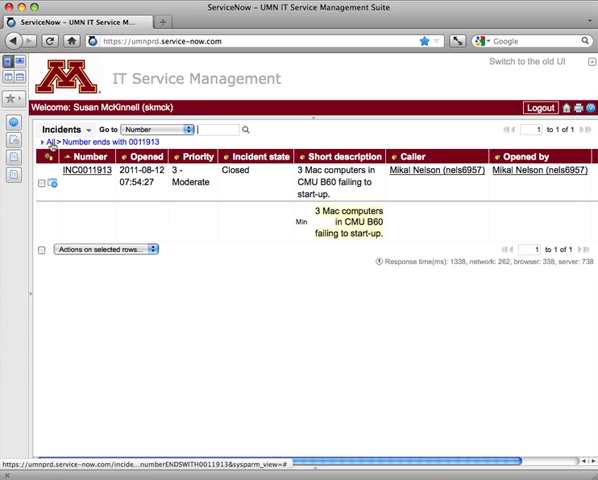 ServiceNow - UMN IT Service Management Suite
ServiceNow - UMN IT Service M...
https://umnprd.service-now.com
Google
M
IT Service Management
Switch to the old UI
Welcome: Susan McKinnell (skmck)
Logout
Incidents Go to Number
1 to 1 of 1
All > Number ends with 0011913
Number Opened Priority Incident state Short description Caller Opened by
INC0011913 2011-08-12 07:54:27 3 - Moderate Closed 3 Mac computers in CMU B60 failing to start-up. Mikal Nelson (nels6957) Mikal Nelson (nels6957)
Min 3 Mac computers in CMU B60 failing to start-up.
Actions on selected rows...
1 to 1 of 1
Response time(ms): 1338, network: 262, browser: 338, server: 738
https://umnprd.service-now.com/incide...numberENDSWITH0011913&sysparm_view=#